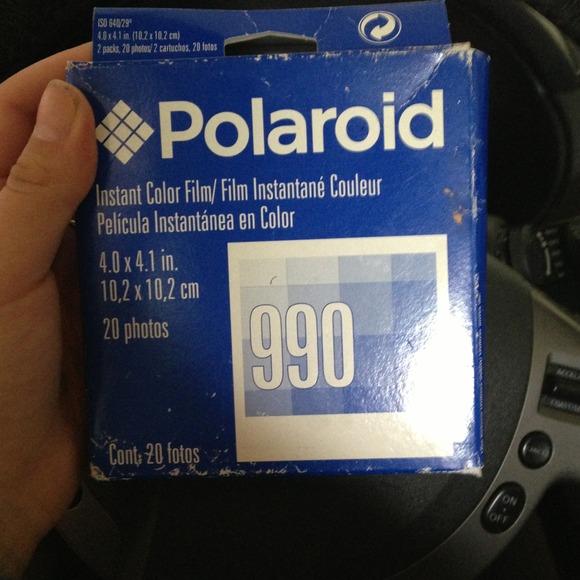 ISO 640/29°
4.0 x 4.1 in. (10.2 x 10.2 cm)
2 packs, 20 photos/ 2 cartuchos, 20 fotos
Polaroid
Instant Color Film/ Film Instantané Couleur
Película Instantánea en Color
4.0 x 4.1 in.
10,2 x 10,2 cm
20 photos
990
Cont. 20 fotos
ON
OFF